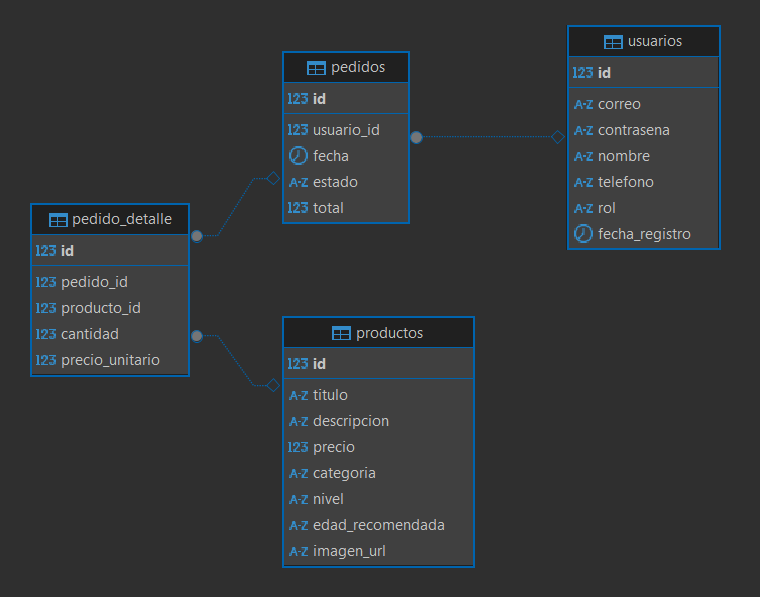 pedidos
123 id
123 usuario_id
fecha
A-Z estado
123 total
usuarios
123 id
A-Z correo
A-Z contrasena
A-Z nombre
A-Z telefono
A-Z rol
fecha_registro
pedido_detalle
123 id
123 pedido_id
123 producto_id
123 cantidad
123 precio_unitario
productos
123 id
A-Z titulo
A-Z descripcion
123 precio
A-Z categoria
A-Z nivel
A-Z edad_recomendada
A-Z imagen_url